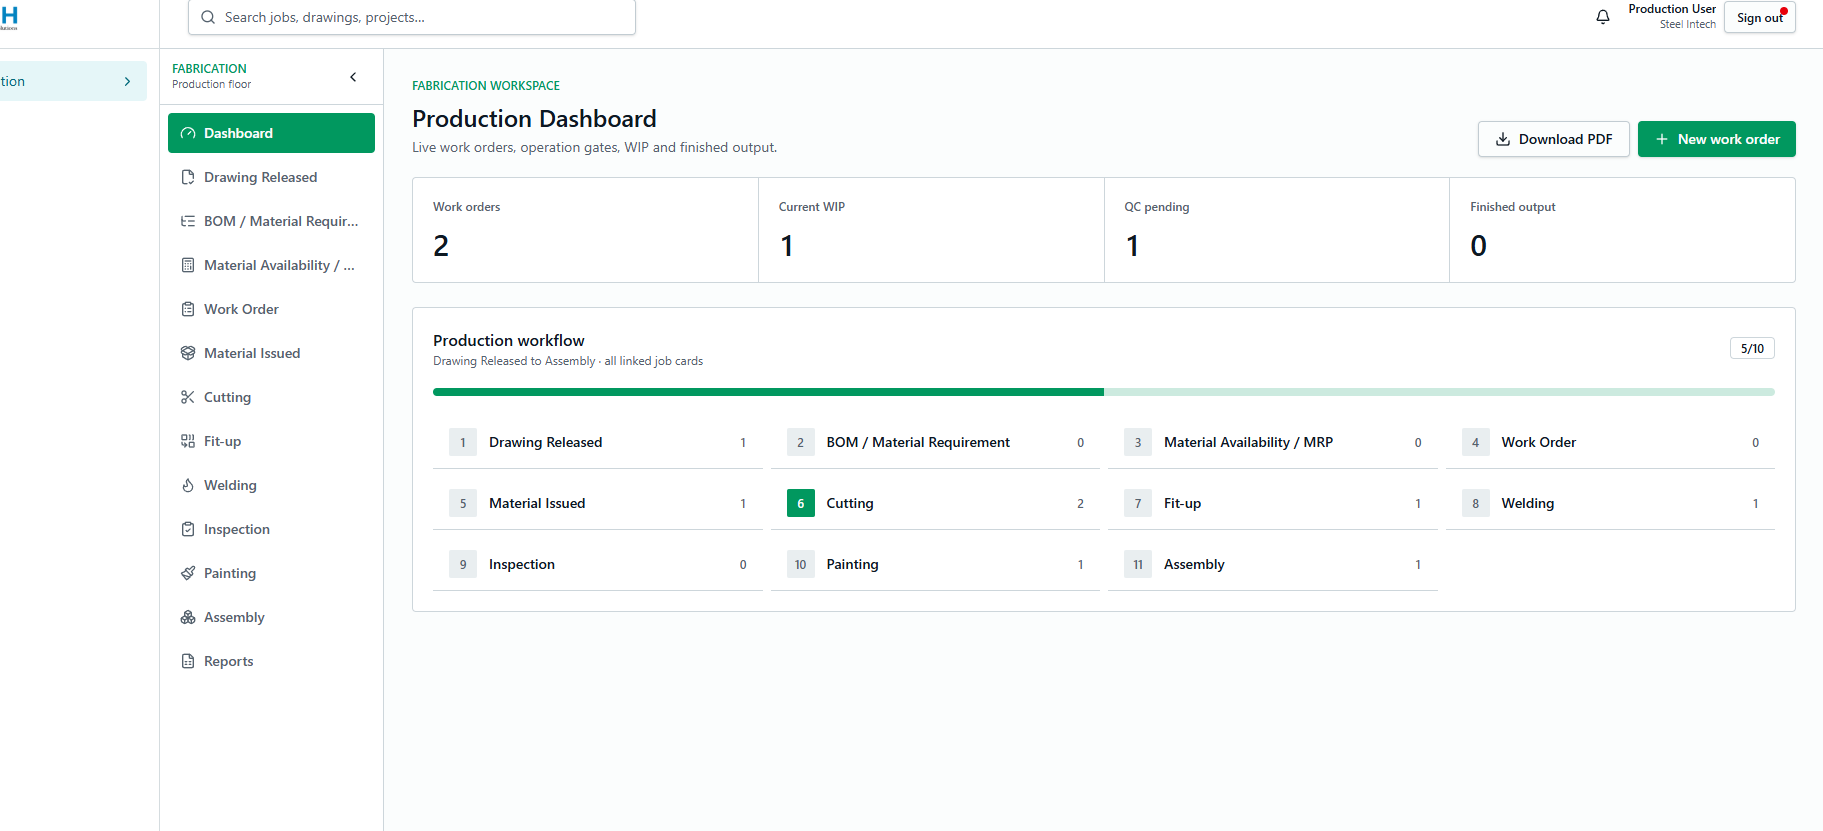 H
Search jobs, drawings, projects...
Production User
Steel Intech
Sign out
tion
FABRICATION
Production floor
Dashboard
Drawing Released
BOM / Material Requir...
Material Availability / ...
Work Order
Material Issued
Cutting
Fit-up
Welding
Inspection
Painting
Assembly
Reports
FABRICATION WORKSPACE
Production Dashboard
Live work orders, operation gates, WIP and finished output.
Download PDF
New work order
Work orders
2
Current WIP
1
QC pending
1
Finished output
0
Production workflow
Drawing Released to Assembly · all linked job cards
5/10
1 Drawing Released 1
2 BOM / Material Requirement 0
3 Material Availability / MRP 0
4 Work Order 0
5 Material Issued 1
6 Cutting 2
7 Fit-up 1
8 Welding 1
9 Inspection 0
10 Painting 1
11 Assembly 1